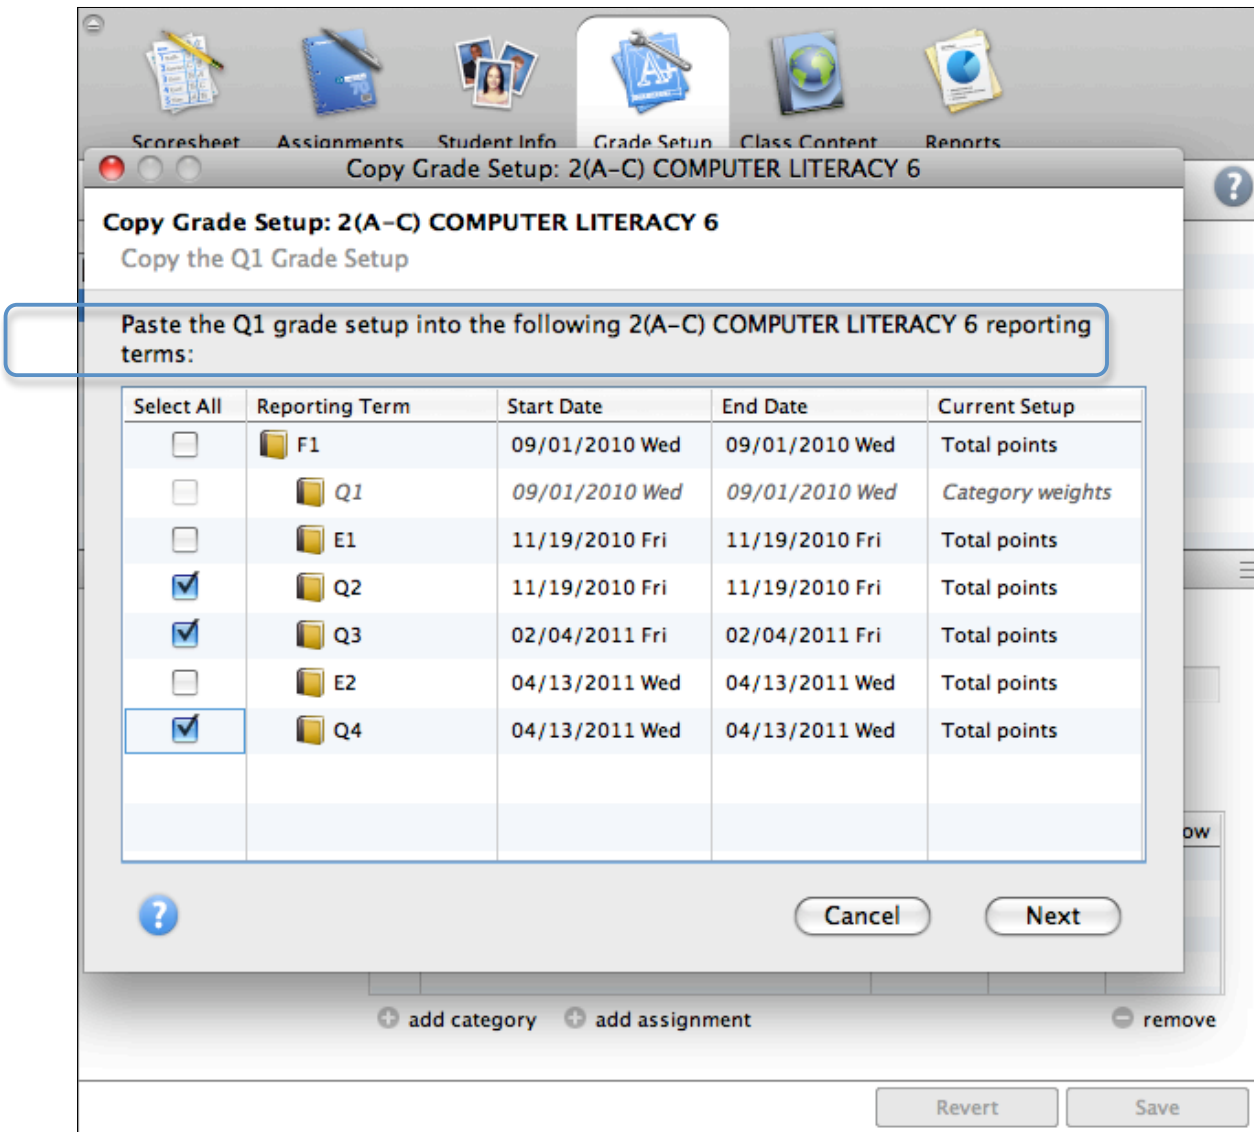 Scoresheet Assignments Student Info Grade Setup Class Content Reports
Copy Grade Setup: 2(A-C) COMPUTER LITERACY 6
?
Copy Grade Setup: 2(A-C) COMPUTER LITERACY 6
Copy the Q1 Grade Setup
Paste the Q1 grade setup into the following 2(A-C) COMPUTER LITERACY 6 reporting
terms:
Select All Reporting Term Start Date End Date Current Setup
F1 09/01/2010 Wed 09/01/2010 Wed Total points
Q1 09/01/2010 Wed 09/01/2010 Wed Category weights
E1 11/19/2010 Fri 11/19/2010 Fri Total points
Q2 11/19/2010 Fri 11/19/2010 Fri Total points
Q3 02/04/2011 Fri 02/04/2011 Fri Total points
E2 04/13/2011 Wed 04/13/2011 Wed Total points
Q4 04/13/2011 Wed 04/13/2011 Wed Total points
ow
? Cancel Next
add category add assignment remove
Revert Save